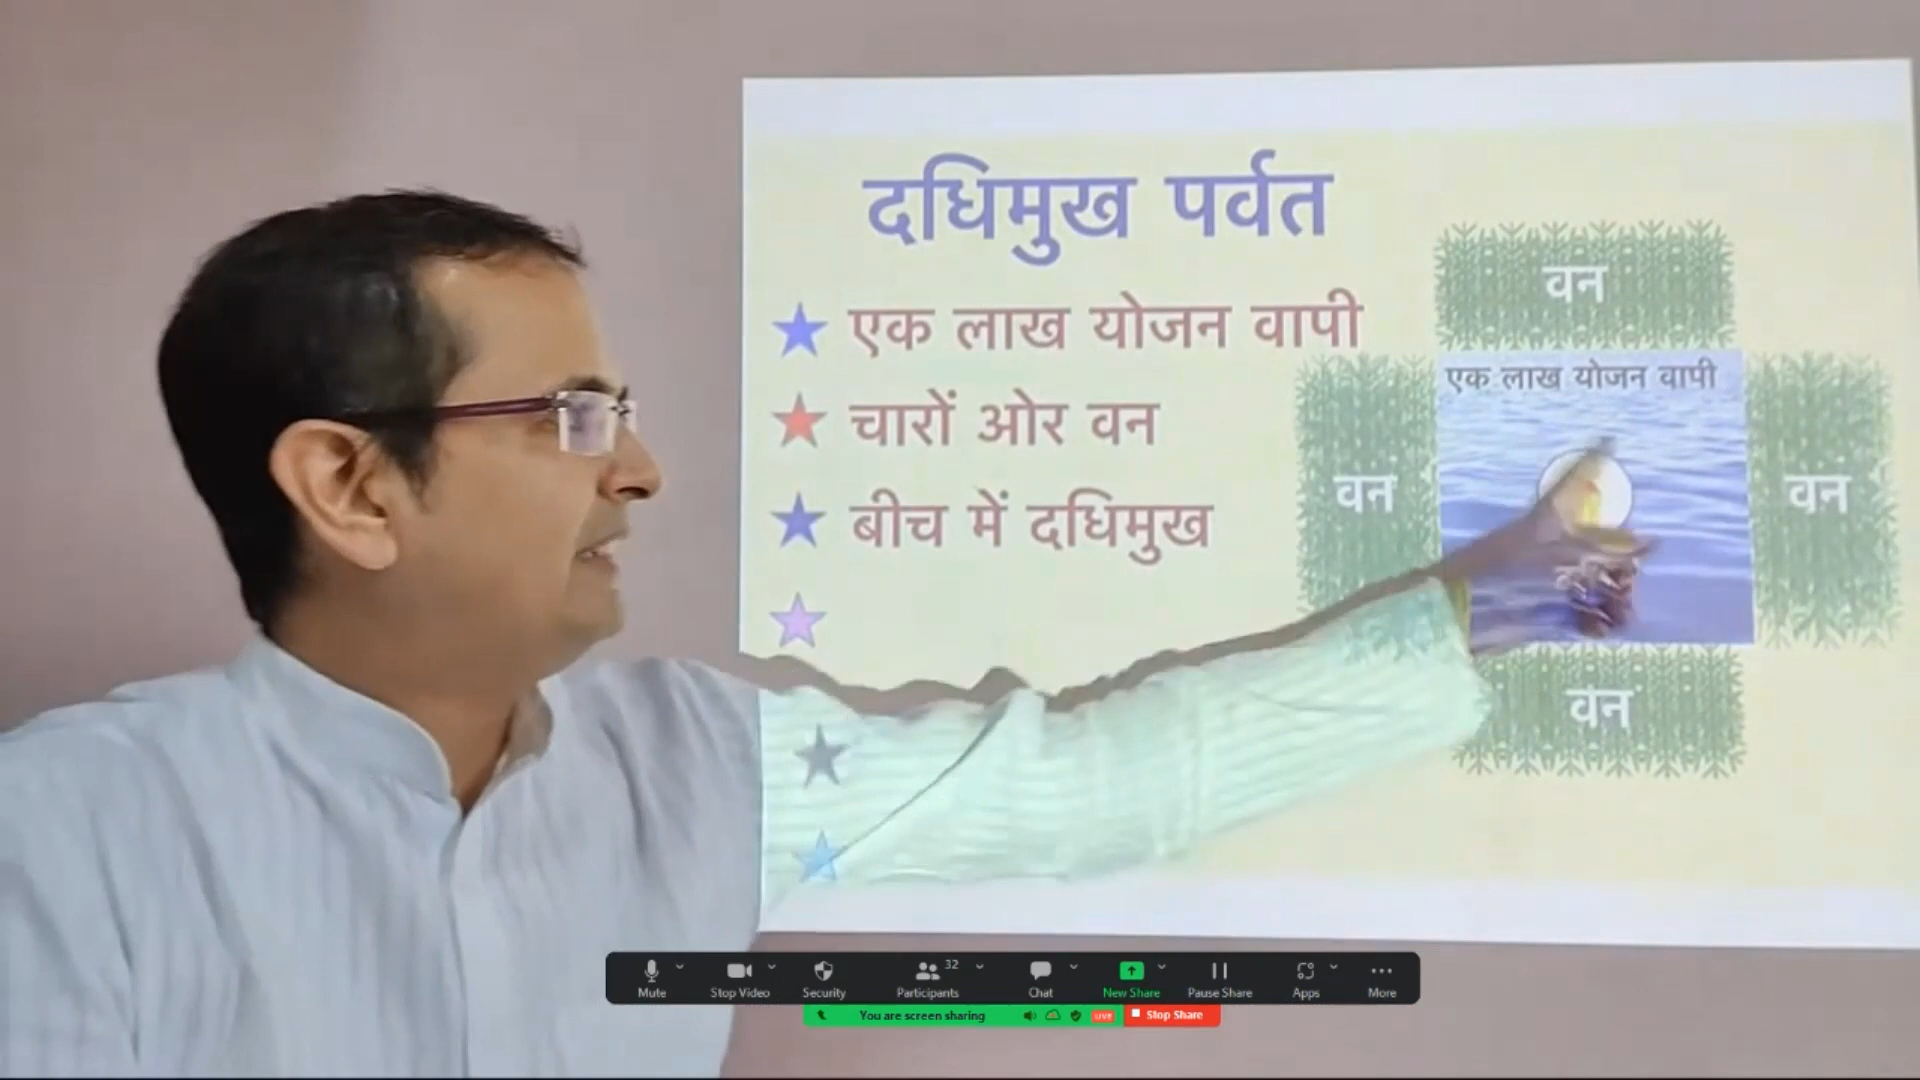 दधिमुख पर्वत
एक लाख योजन वापी
चारों ओर वन
बीच में दधिमुख
वन
एक लाख योजन वापी
वन
वन
वन
Mute
Stop Video
Security
32
Participants
Chat
New Share
Pause Share
Apps
More
You are screen sharing
LIVE
Stop Share